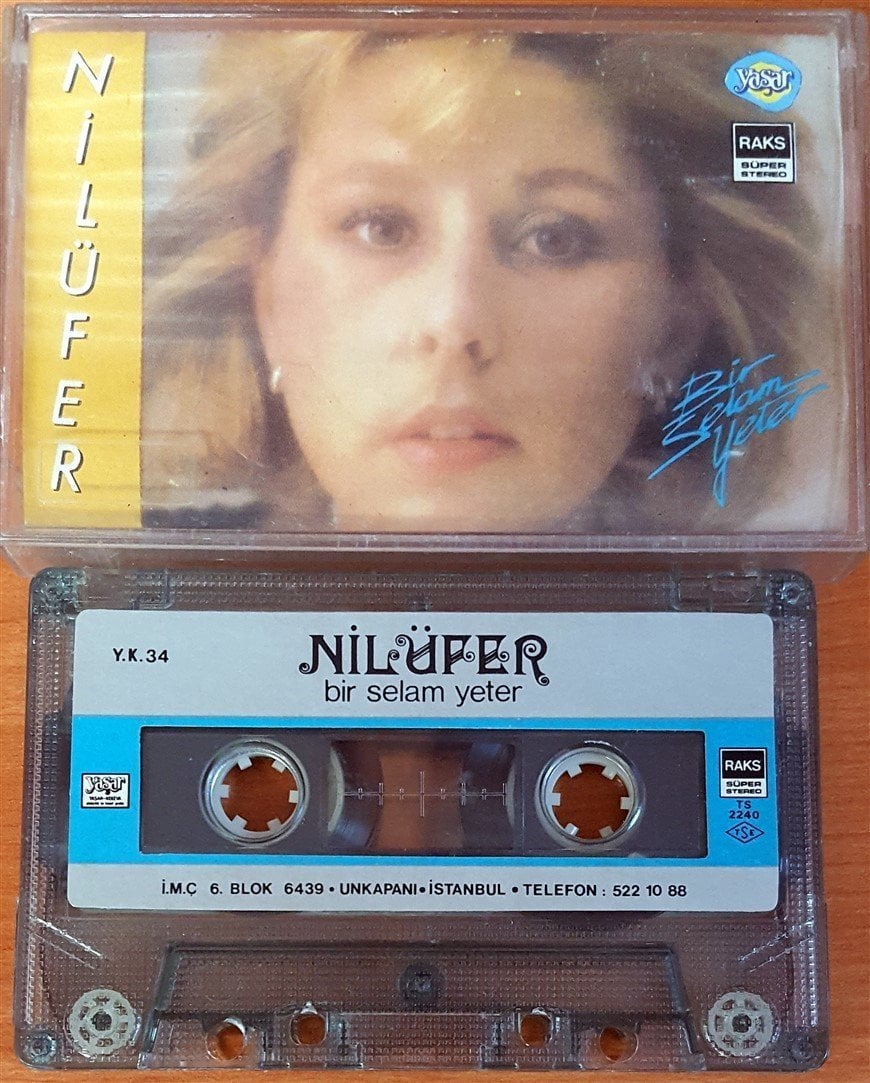 NİLÜFER
yaşar
RAKS
SÜPER
STEREO
Bir
Selam
Yeter
Y.K.34
NİLÜFER
bir selam yeter
yaşar
RAKS
SÜPER
STEREO
TS
2240
TSE
İ.M.Ç 6. BLOK 6439 • UNKAPANI • İSTANBUL • TELEFON : 522 10 88